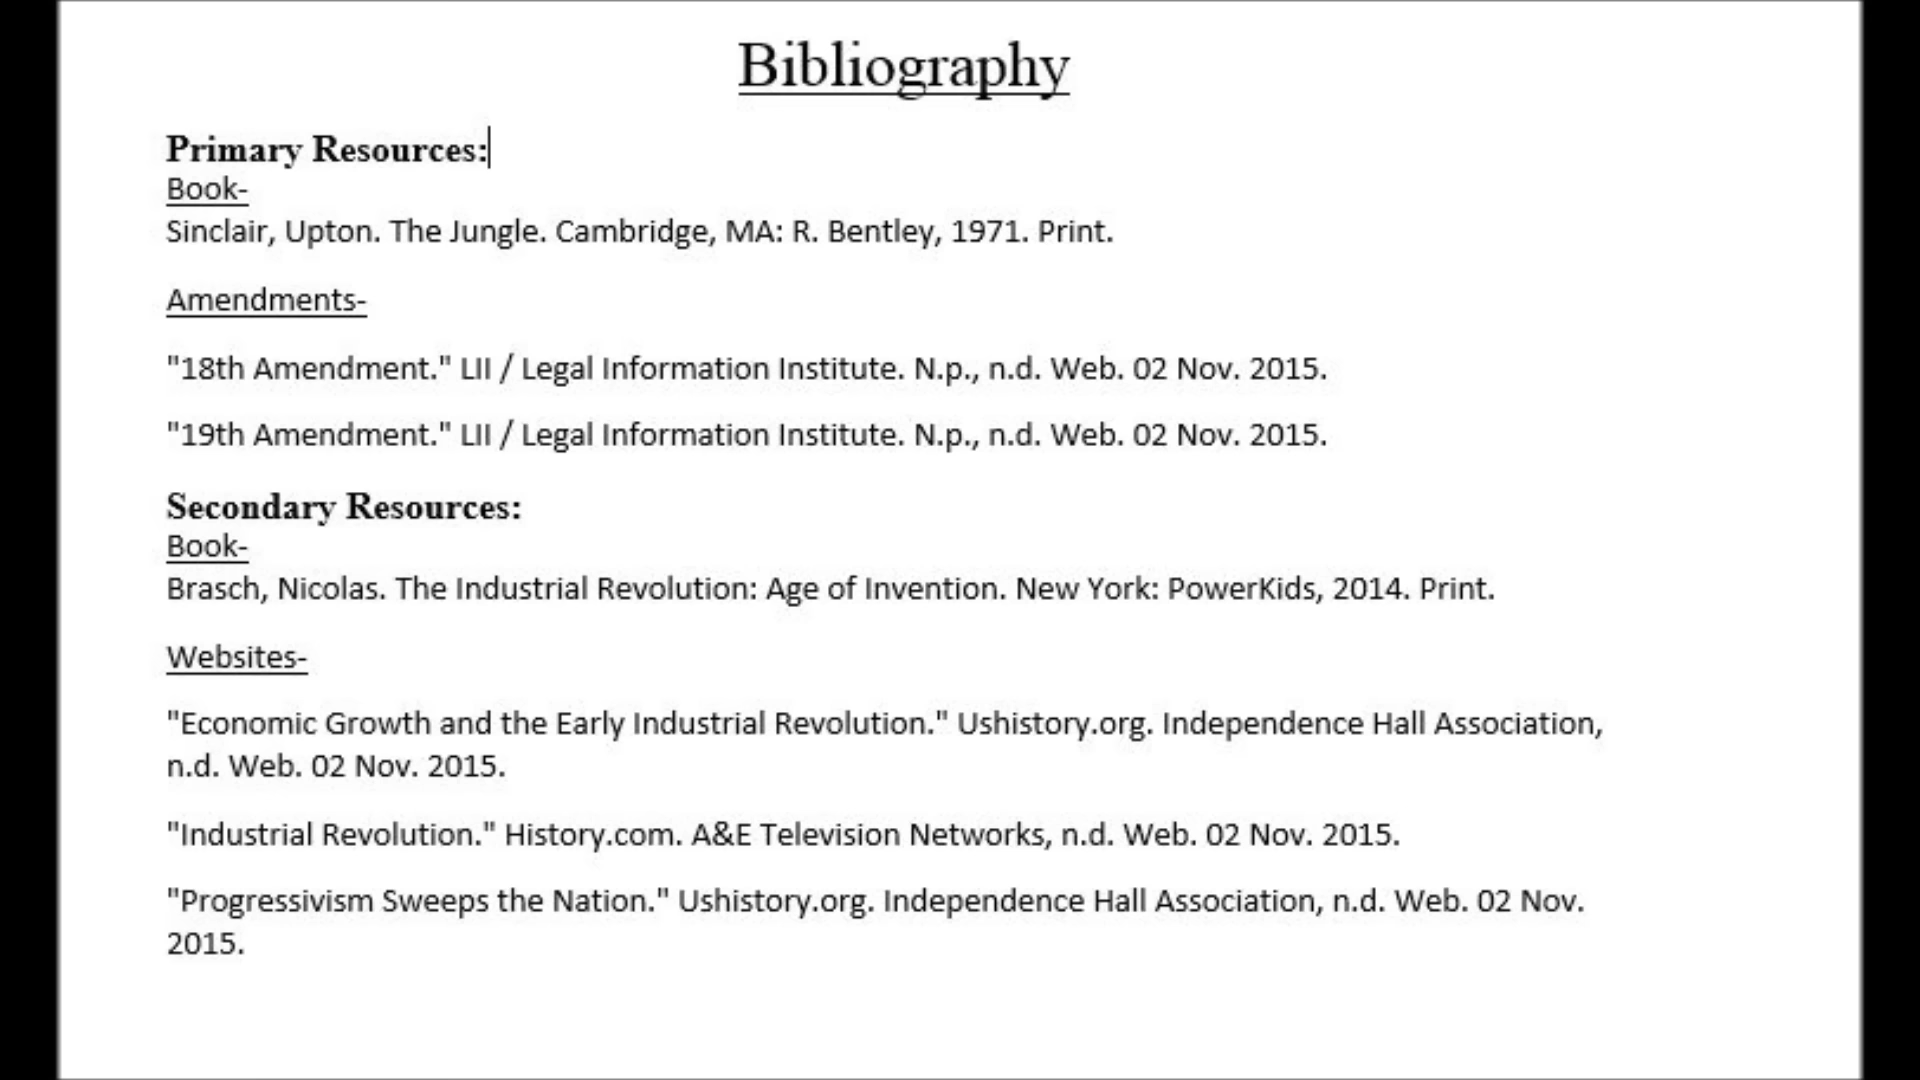 Bibliography
Primary Resources:
Book-
Sinclair, Upton. The Jungle. Cambridge, MA: R. Bentley, 1971. Print.
Amendments-
"18th Amendment." LII / Legal Information Institute. N.p., n.d. Web. 02 Nov. 2015.
"19th Amendment." LII / Legal Information Institute. N.p., n.d. Web. 02 Nov. 2015.
Secondary Resources:
Book-
Brasch, Nicolas. The Industrial Revolution: Age of Invention. New York: PowerKids, 2014. Print.
Websites-
"Economic Growth and the Early Industrial Revolution." Ushistory.org. Independence Hall Association,
n.d. Web. 02 Nov. 2015.
"Industrial Revolution." History.com. A&E Television Networks, n.d. Web. 02 Nov. 2015.
"Progressivism Sweeps the Nation." Ushistory.org. Independence Hall Association, n.d. Web. 02 Nov.
2015.